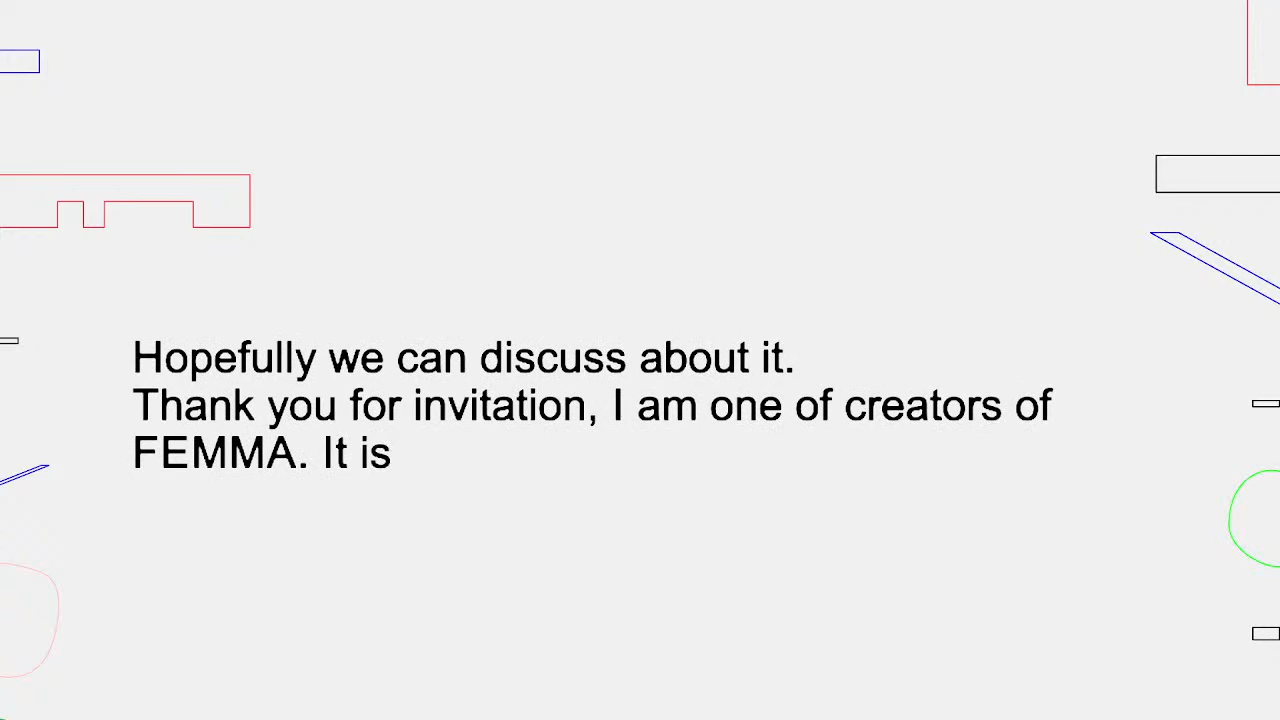 Hopefully we can discuss about it.
Thank you for invitation, I am one of creators of
FEMMA. It is